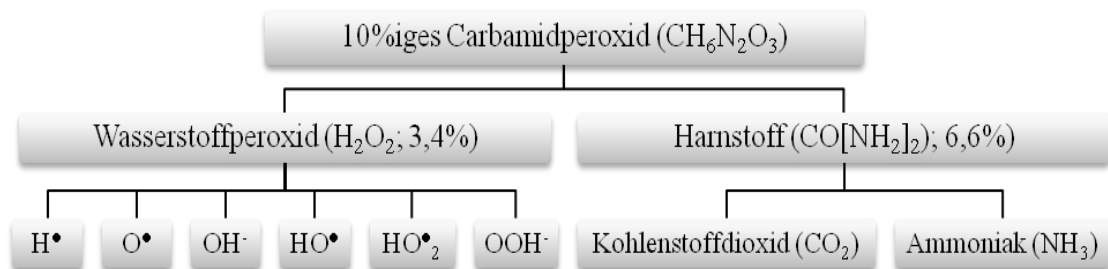 10%iges Carbamidperoxid (CH₆N₂O₃)
Wasserstoffperoxid (H₂O₂; 3,4%)
Harnstoff (CO[NH₂]₂); 6,6%)
H•
O•
OH⁻
HO•
HO•₂
OOH⁻
Kohlenstoffdioxid (CO₂)
Ammoniak (NH₃)